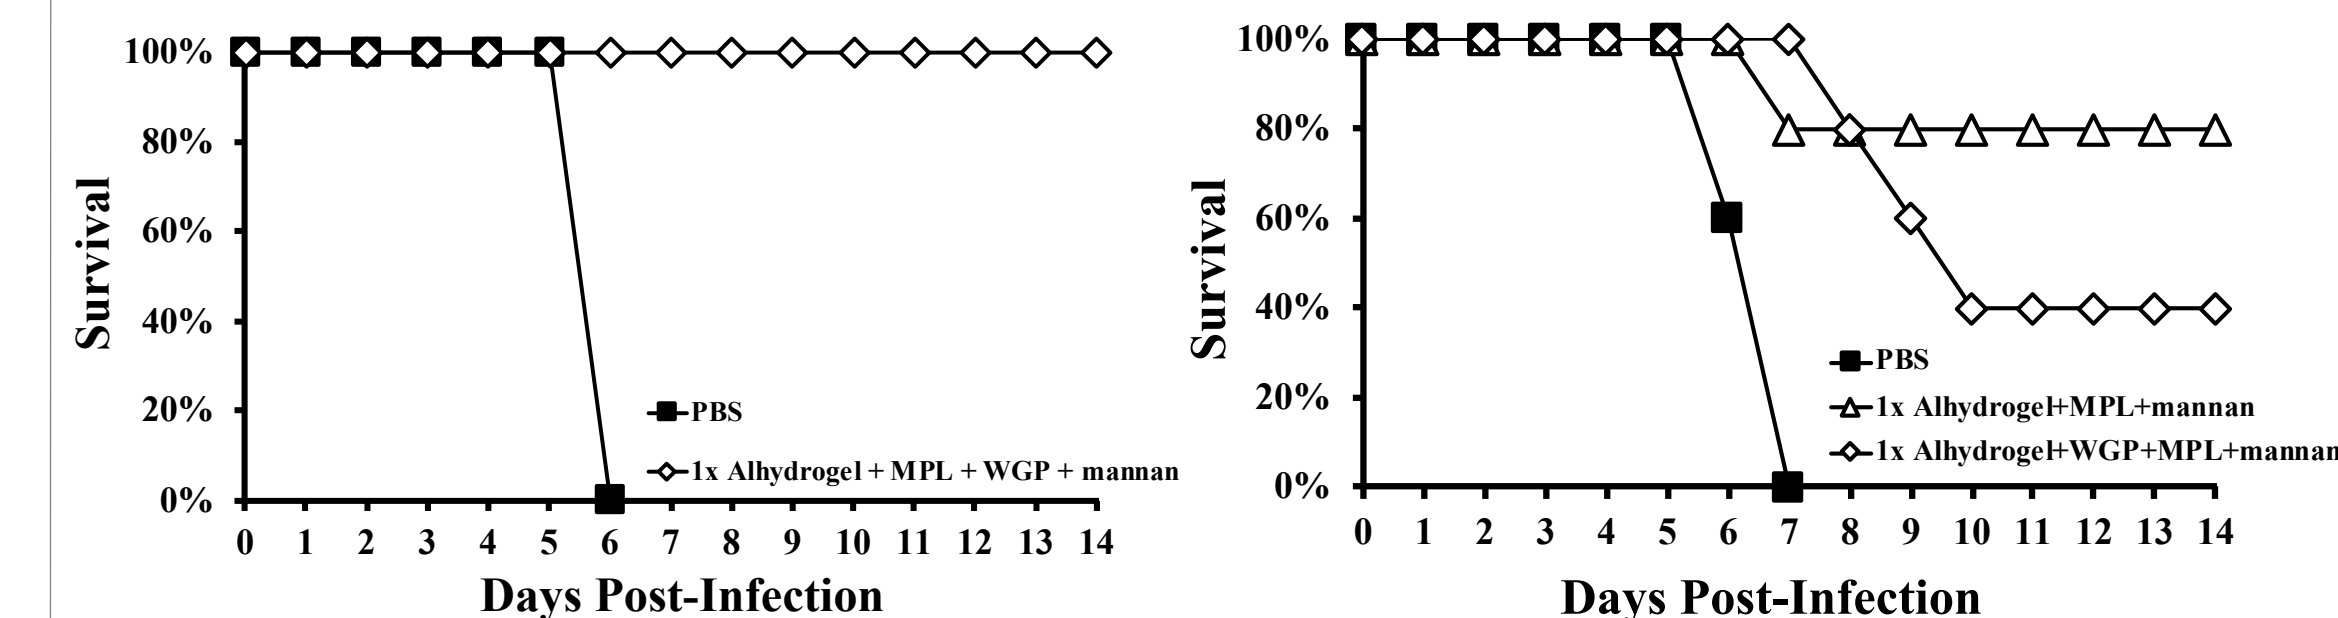 100%
80%
60%
40%
20%
0%
Survival
0 1 2 3 4 5 6 7 8 9 10 11 12 13 14
Days Post-Infection
PBS
1x Alhydrogel + MPL + WGP + mannan
100%
80%
60%
40%
20%
0%
Survival
0 1 2 3 4 5 6 7 8 9 10 11 12 13 14
Days Post-Infection
PBS
1x Alhydrogel+MPL+mannan
1x Alhydrogel+WGP+MPL+mannan